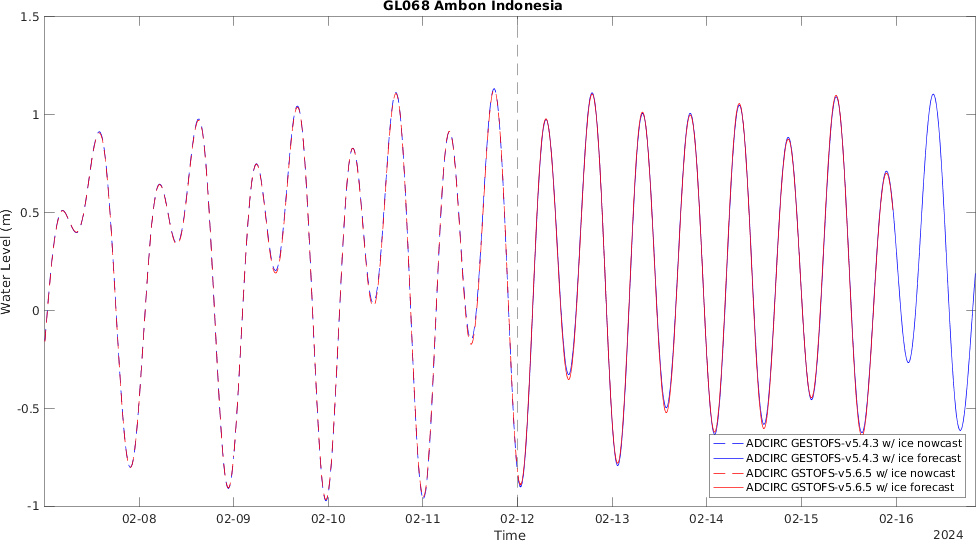 GL068 Ambon Indonesia
1.5
1
0.5
0
-0.5
-1
Water Level (m)
ADCIRC GESTOFS-v5.4.3 w/ ice nowcast
ADCIRC GESTOFS-v5.4.3 w/ ice forecast
ADCIRC GSTOFS-v5.6.5 w/ ice nowcast
ADCIRC GSTOFS-v5.6.5 w/ ice forecast
02-08 02-09 02-10 02-11 02-12 02-13 02-14 02-15 02-16
Time
2024